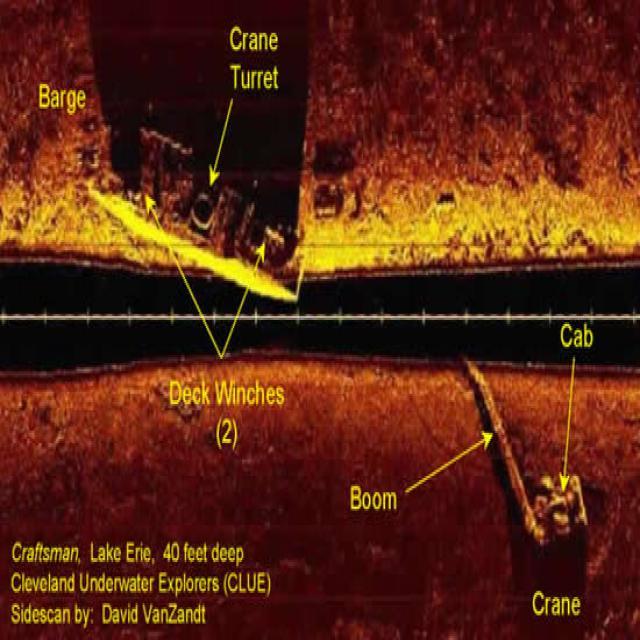 Crane
Turret
Barge
Cab
Deck Winches
(2)
Boom
Craftsman, Lake Erie, 40 feet deep
Cleveland Underwater Explorers (CLUE)
Sidescan by: David VanZandt
Crane